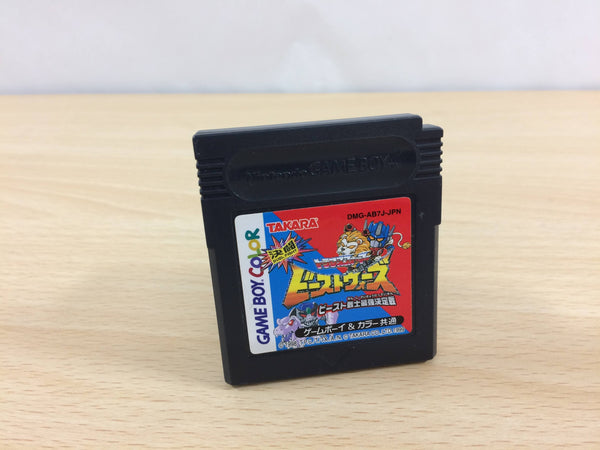 Nintendo GAME BOY
DMG-AB7J-JPN
TAKARA
GAME BOY COLOR
決闘
ビーストウォーズ
ビースト戦士最強決定戦
ゲームボーイ & カラー共通